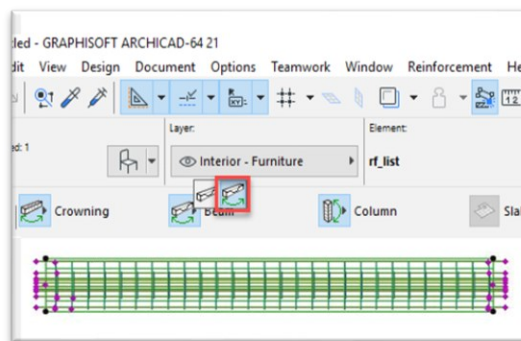 tled - GRAPHISOFT ARCHICAD-64 21
dit View Design Document Options Teamwork Window Reinforcement He
Layer:
Element:
ed: 1
Interior - Furniture
rf_list
Crowning
Beam
Column
Sla